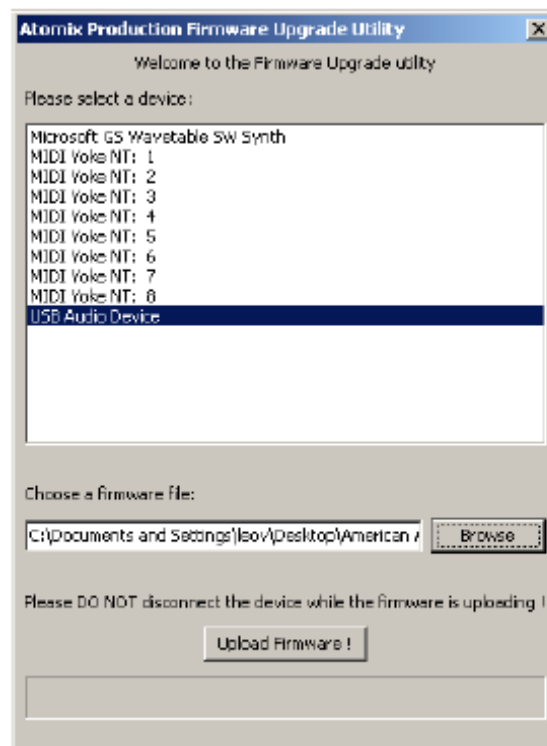 Atomix Production Firmware Upgrade Utility
Welcome to the Firmware Upgrade utility
Please select a device:
Microsoft GS Wavetable SW Synth
MIDI Yoke NT: 1
MIDI Yoke NT: 2
MIDI Yoke NT: 3
MIDI Yoke NT: 4
MIDI Yoke NT: 5
MIDI Yoke NT: 6
MIDI Yoke NT: 7
MIDI Yoke NT: 8
USB Audio Device
Choose a firmware file:
C:\Documents and Settings\leov\Desktop\American A
Browse
Please DO NOT disconnect the device while the firmware is uploading !
Upload Firmware !